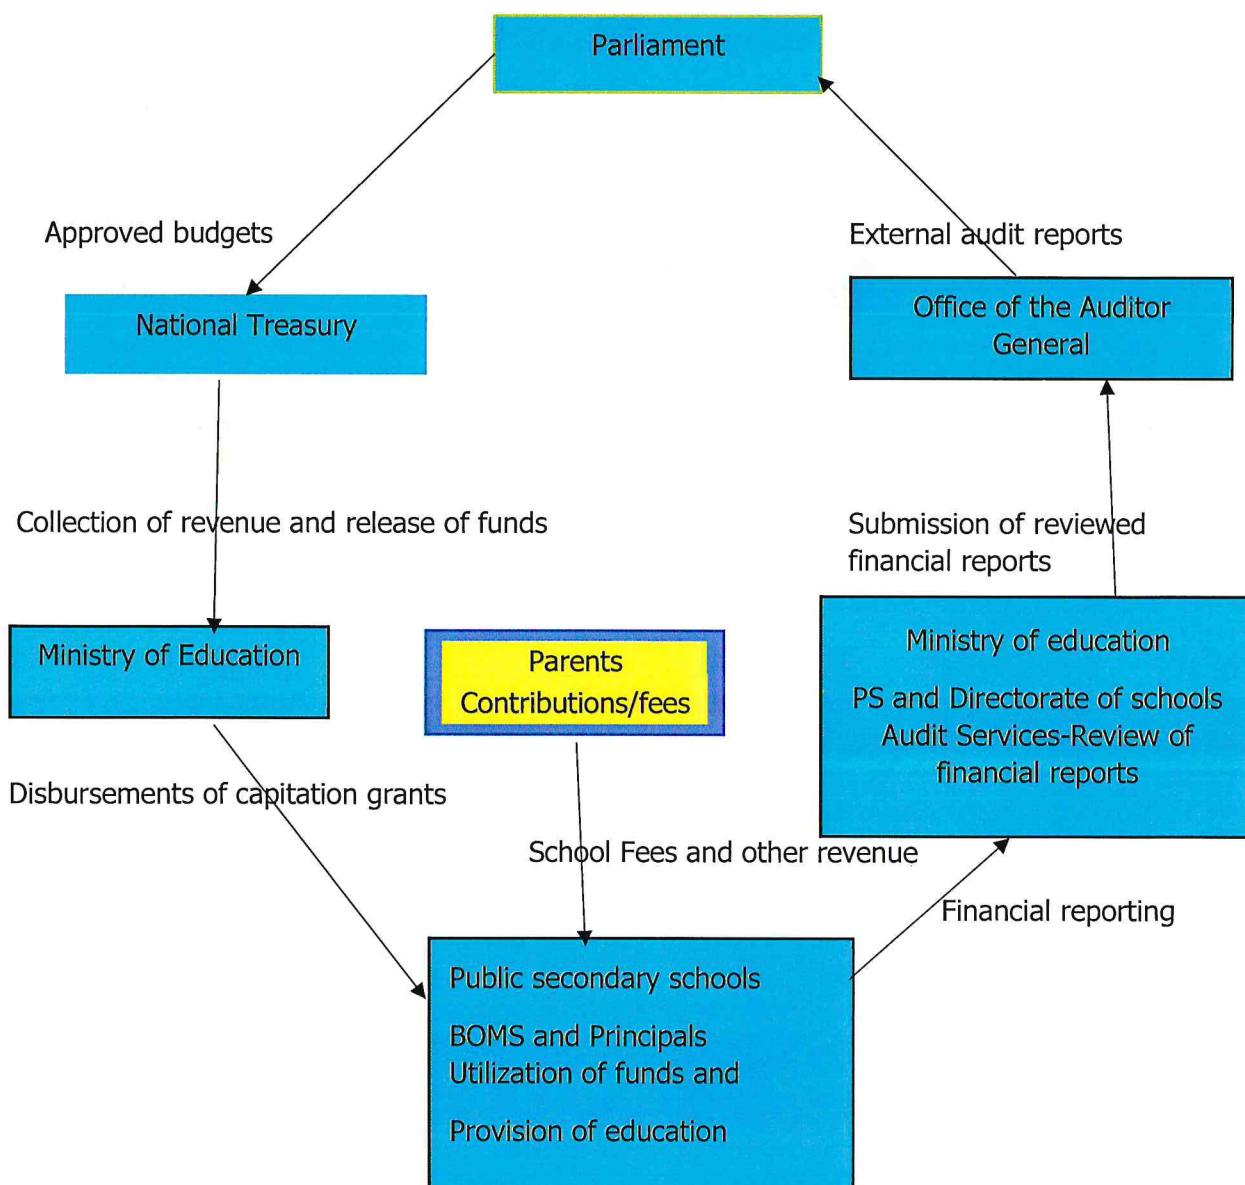 Parliament
Approved budgets
External audit reports
National Treasury
Office of the Auditor
General
Collection of revenue and release of funds
Submission of reviewed
financial reports
Ministry of Education
Parents
Contributions/fees
Ministry of education
PS and Directorate of schools
Audit Services-Review of
financial reports
Disbursements of capitation grants
School Fees and other revenue
Financial reporting
Public secondary schools
BOMS and Principals
Utilization of funds and
Provision of education